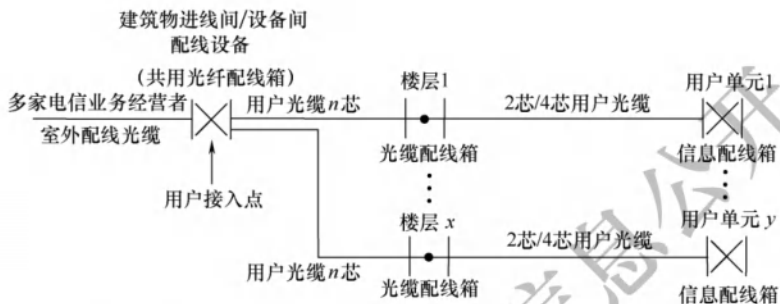 建筑物进线间/设备间
配线设备
(共用光纤配线箱)
多家电信业务经营者
室外配线光缆
用户接入点
用户光缆n芯
楼层1
光缆配线箱
2芯/4芯用户光缆
用户单元1
信息配线箱
用户光缆n芯
楼层 x
光缆配线箱
2芯/4芯用户光缆
用户单元 y
信息配线箱
信息公开